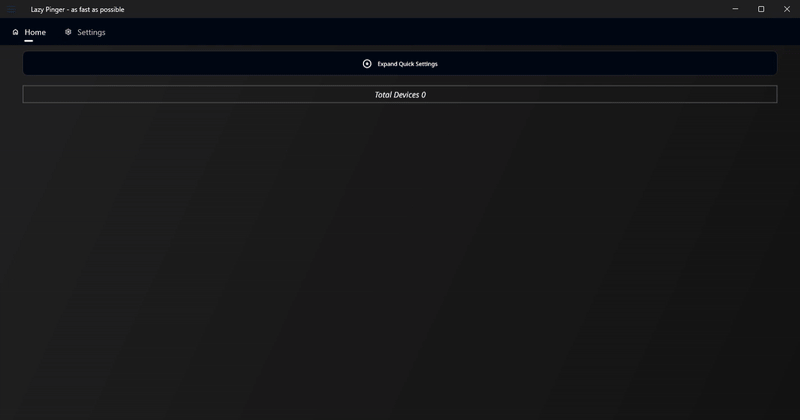 Lazy Pinger - as fast as possible
Home
Settings
Expand Quick Settings
Total Devices 0